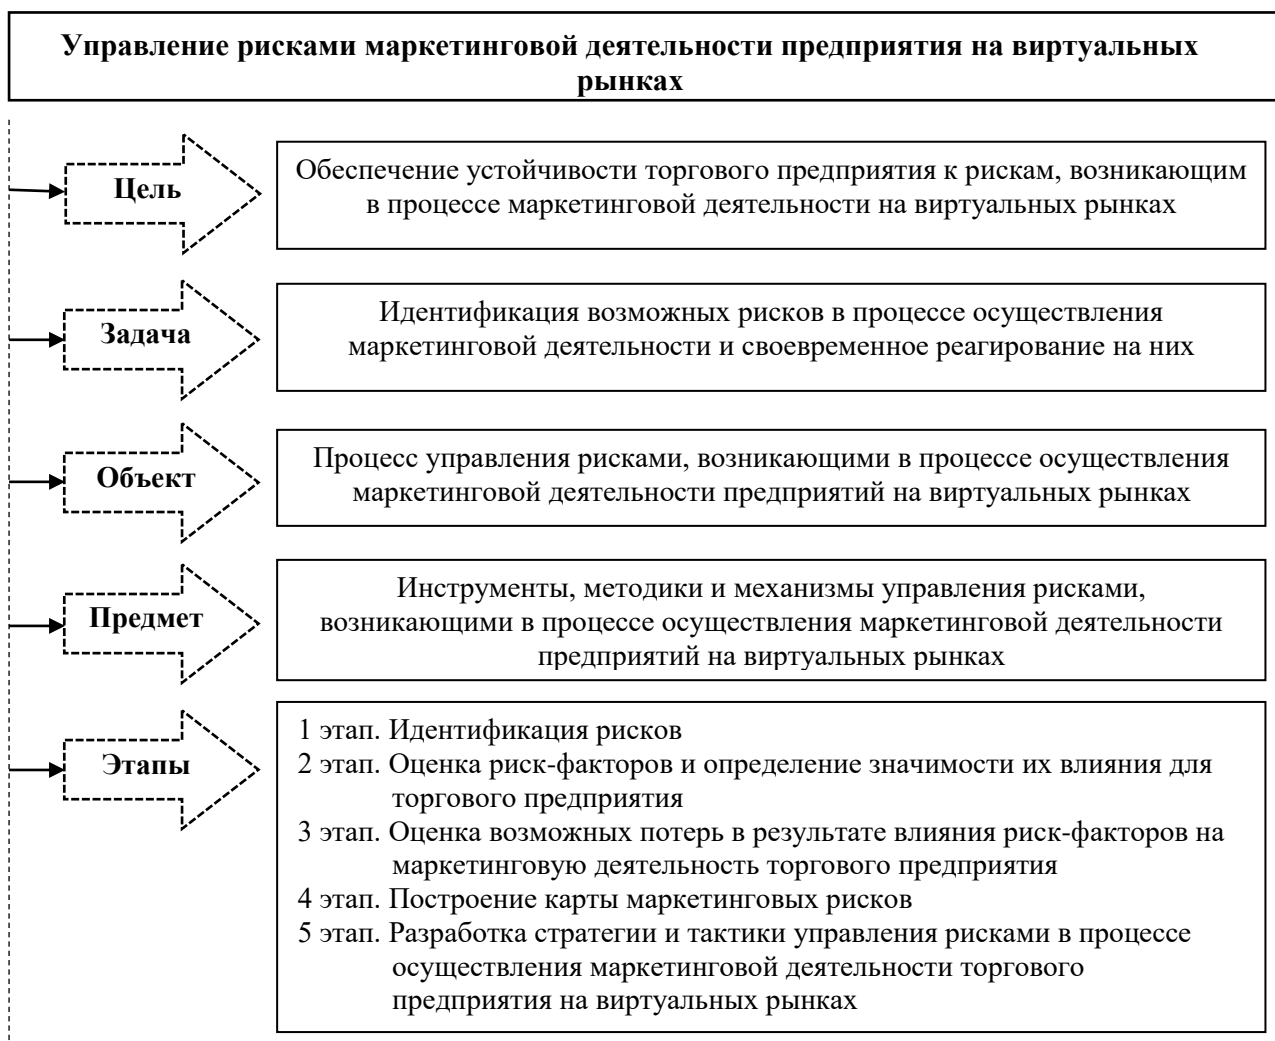 Управление рисками маркетинговой деятельности предприятия на виртуальных
рынках
Цель
Обеспечение устойчивости торгового предприятия к рискам, возникающим
в процессе маркетинговой деятельности на виртуальных рынках
Задача
Идентификация возможных рисков в процессе осуществления
маркетинговой деятельности и своевременное реагирование на них
Объект
Процесс управления рисками, возникающими в процессе осуществления
маркетинговой деятельности предприятий на виртуальных рынках
Предмет
Инструменты, методики и механизмы управления рисками,
возникающими в процессе осуществления маркетинговой деятельности
предприятий на виртуальных рынках
Этапы
1 этап. Идентификация рисков
2 этап. Оценка риск-факторов и определение значимости их влияния для
торгового предприятия
3 этап. Оценка возможных потерь в результате влияния риск-факторов на
маркетинговую деятельность торгового предприятия
4 этап. Построение карты маркетинговых рисков
5 этап. Разработка стратегии и тактики управления рисками в процессе
осуществления маркетинговой деятельности торгового
предприятия на виртуальных рынках